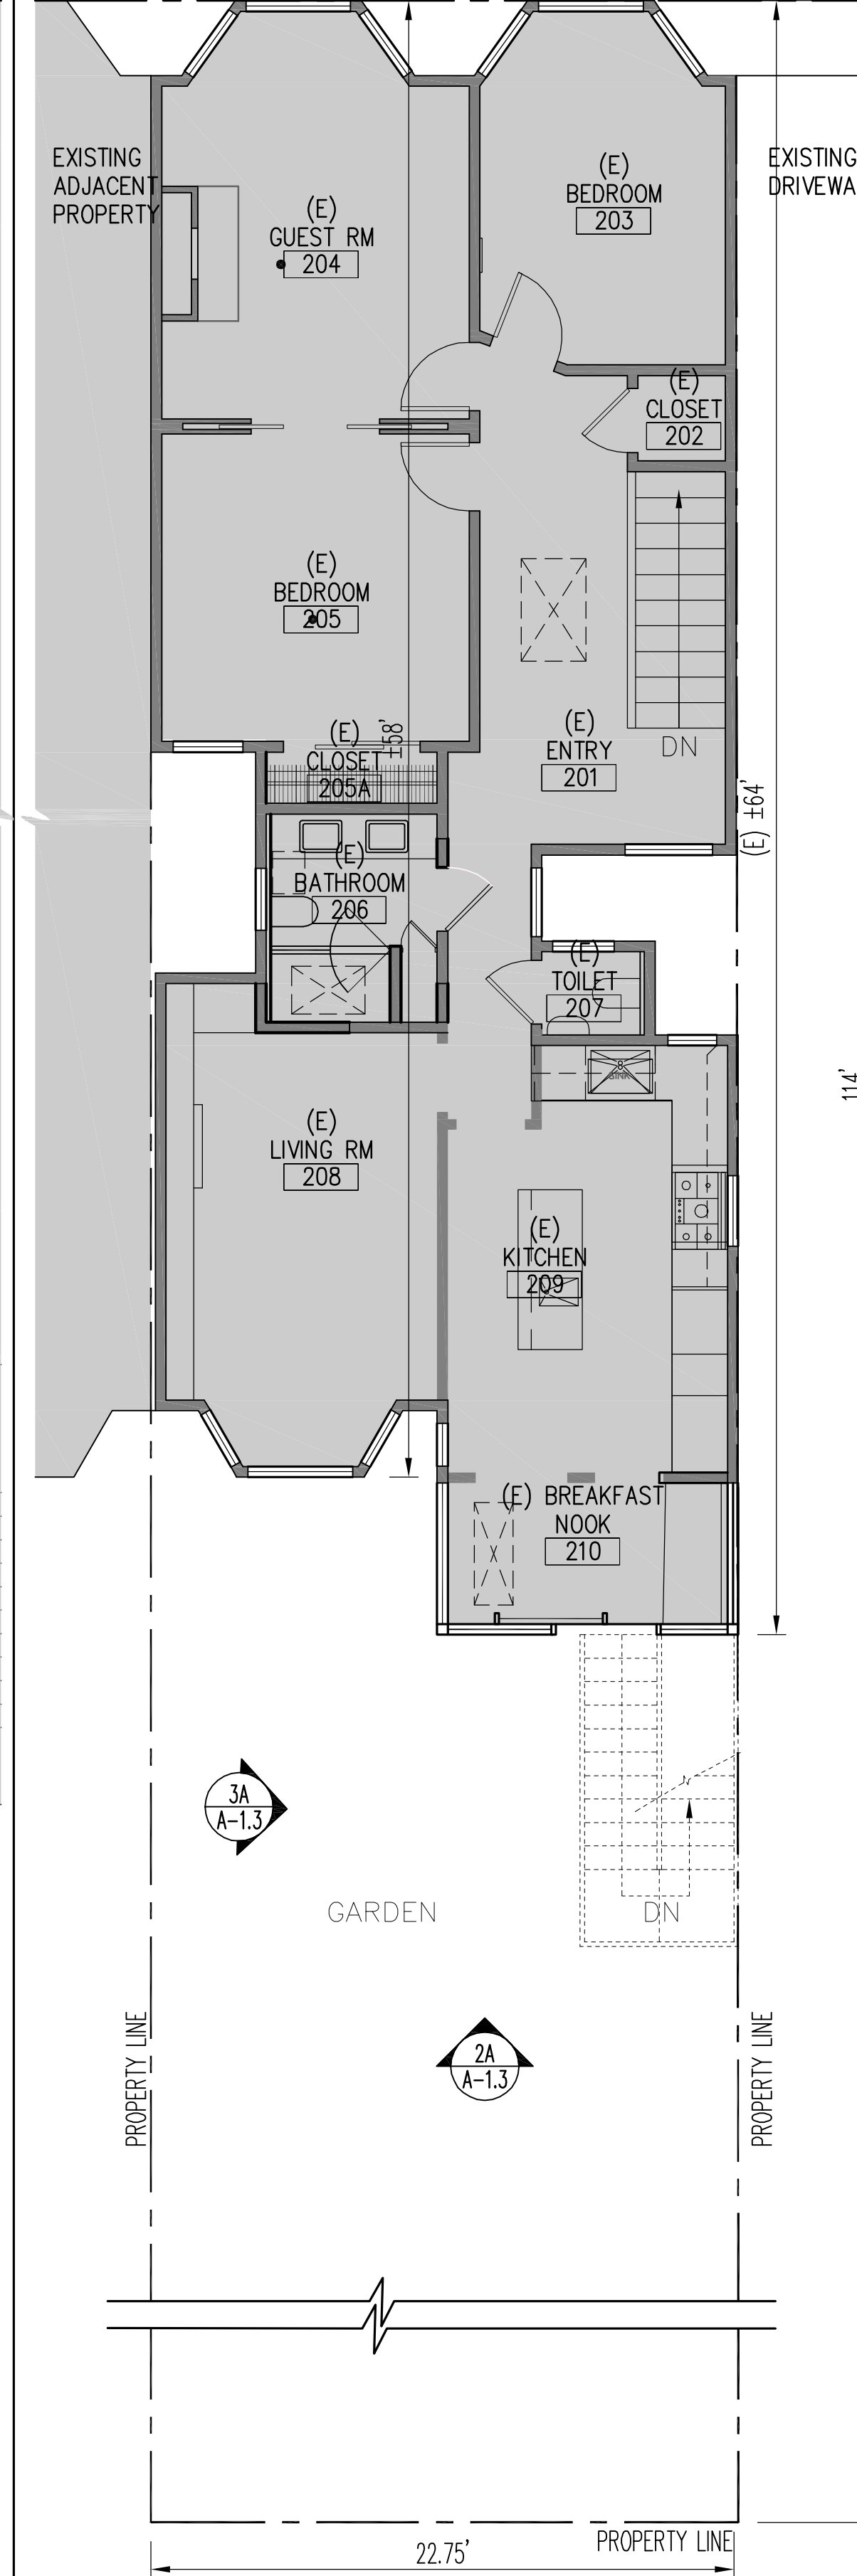 EXISTING
ADJACENT
PROPERTY
EXISTING
DRIVEWA
(E)
BEDROOM
203
(E)
GUEST RM
204
(E)
CLOSET
202
(E)
BEDROOM
205
(E)
CLOSET
205A
±58'
(E)
ENTRY
201
DN
(E) ±64'
(E)
BATHROOM
206
(E)
TOILET
207
SINK
114'
(E)
LIVING RM
208
(E)
KITCHEN
209
(E) BREAKFAST
NOOK
210
3A
A-1.3
GARDEN
DN
2A
A-1.3
PROPERTY LINE
PROPERTY LINE
PROPERTY LINE
22.75'